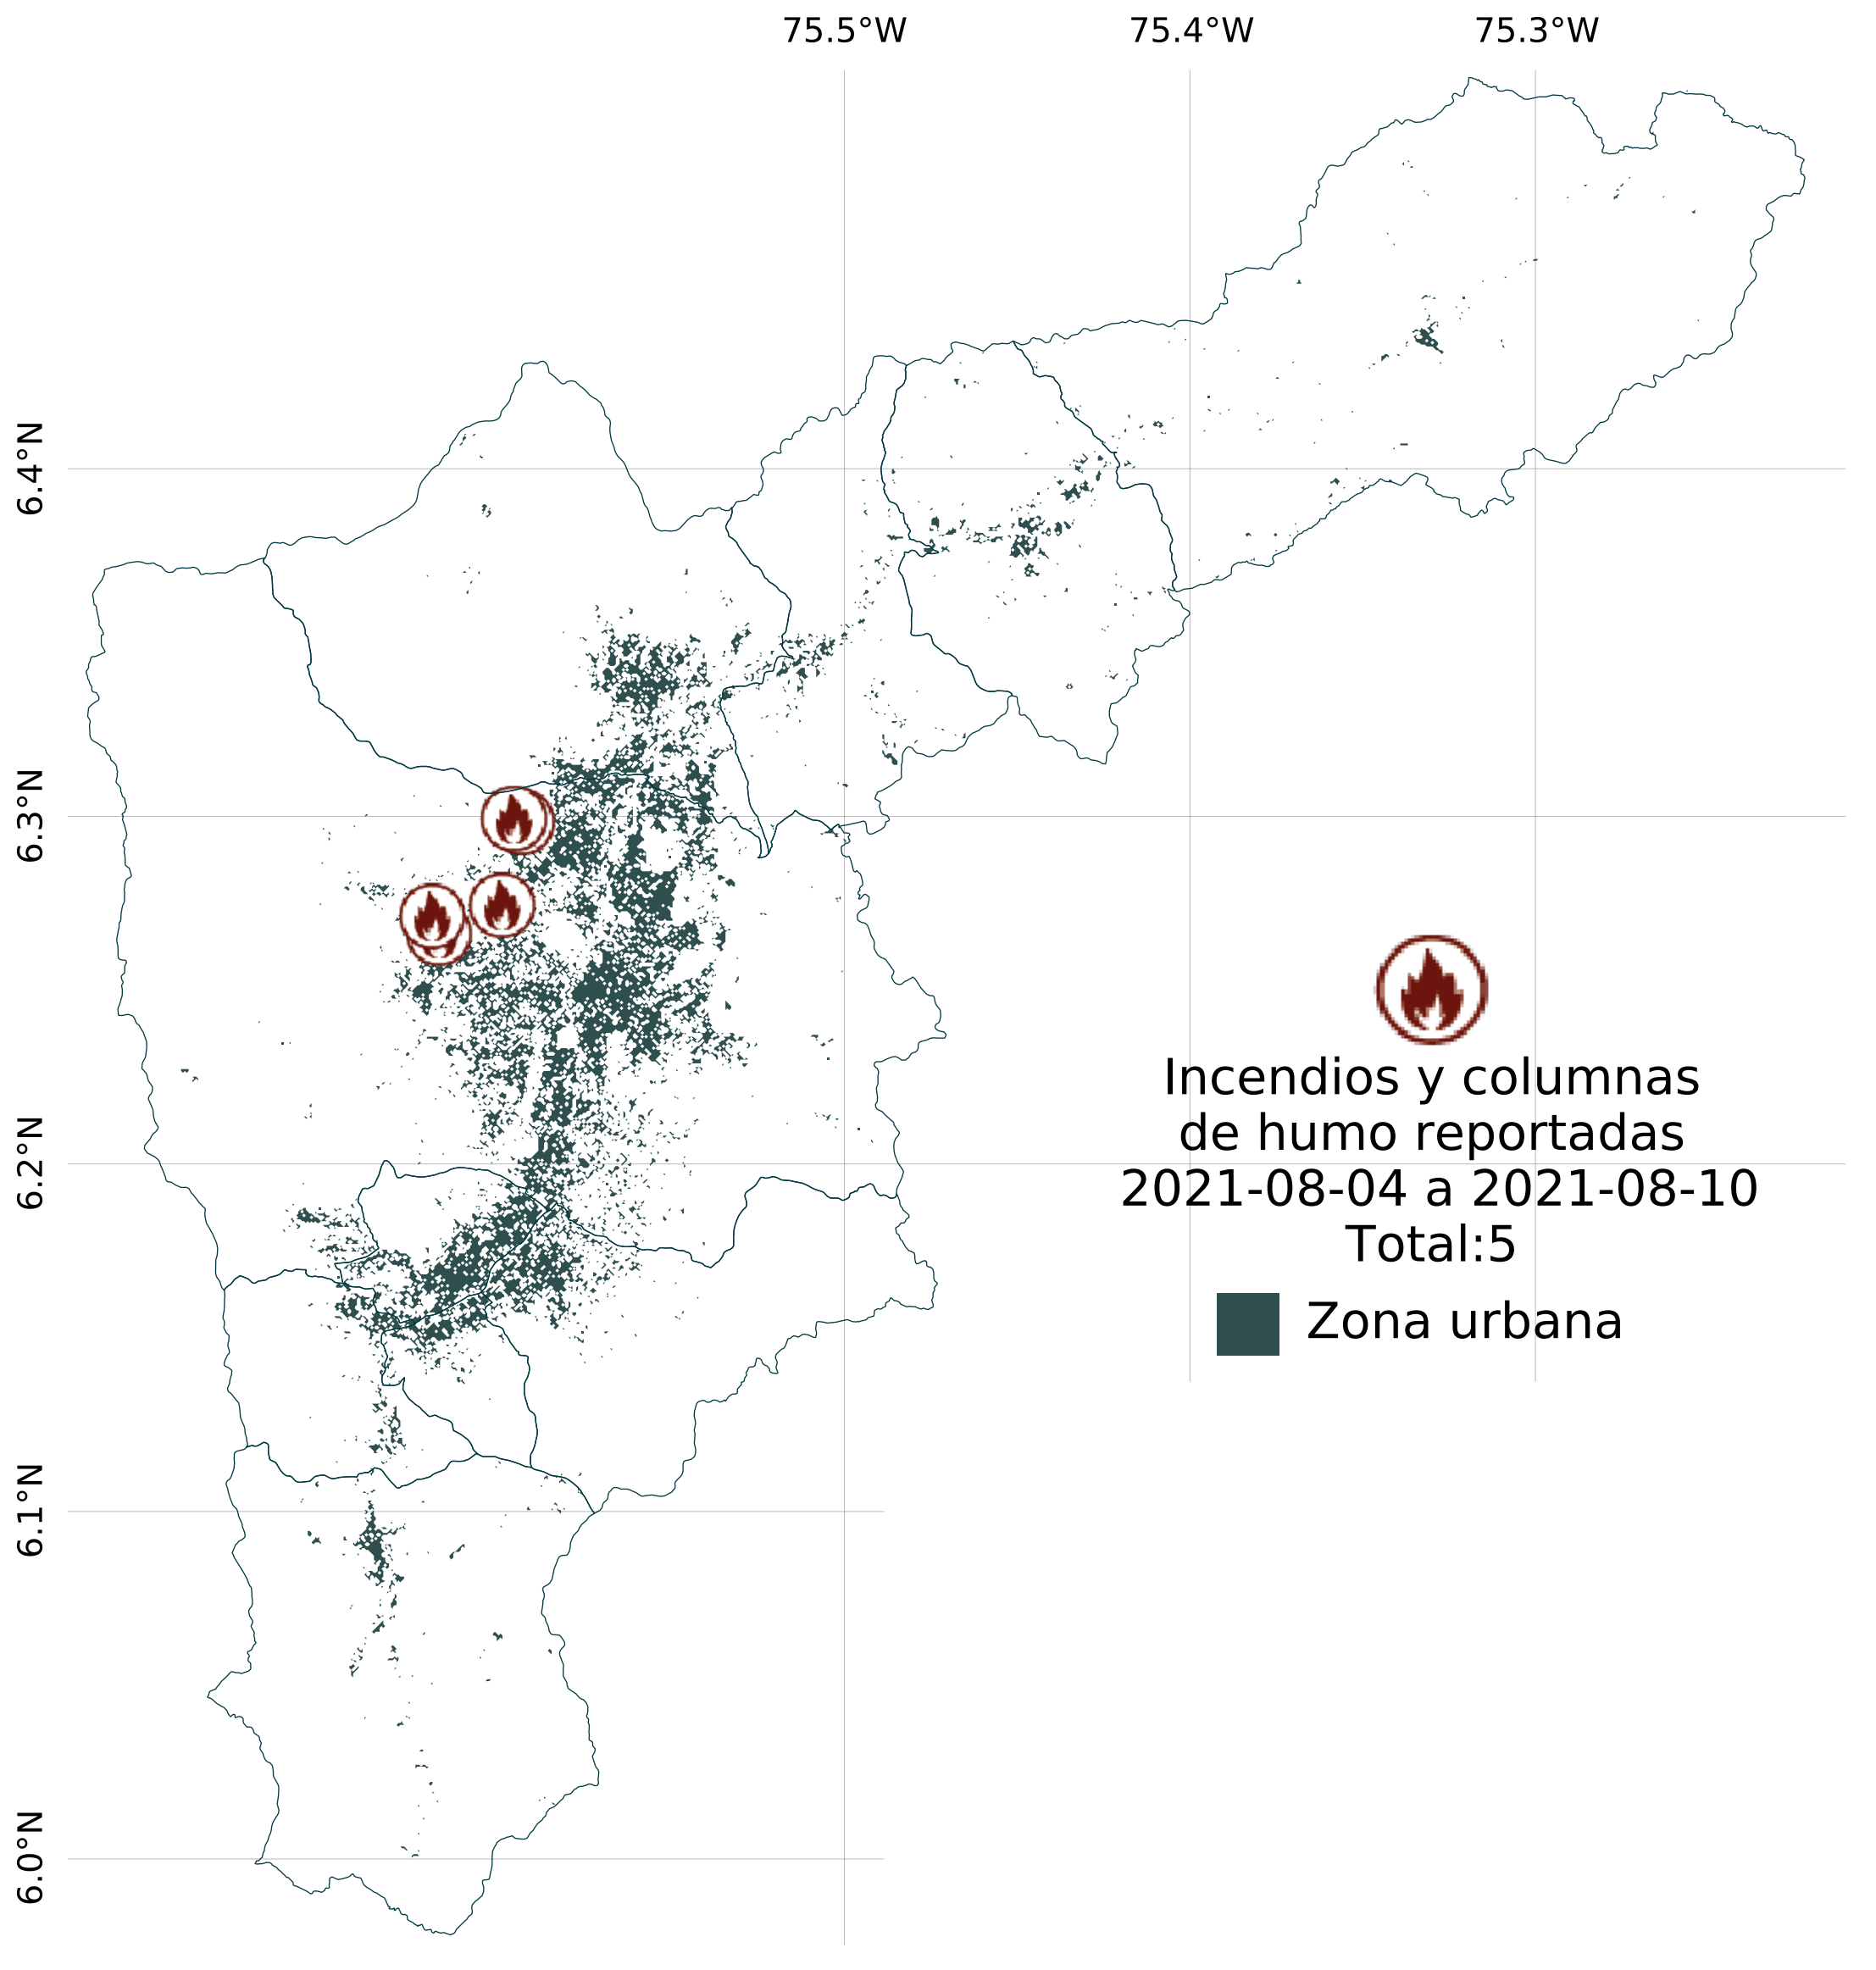 75.5°W
75.4°W
75.3°W
6.4°N
6.3°N
6.2°N
6.1°N
6.0°N
Incendios y columnas
de humo reportadas
2021-08-04 a 2021-08-10
Total:5
Zona urbana